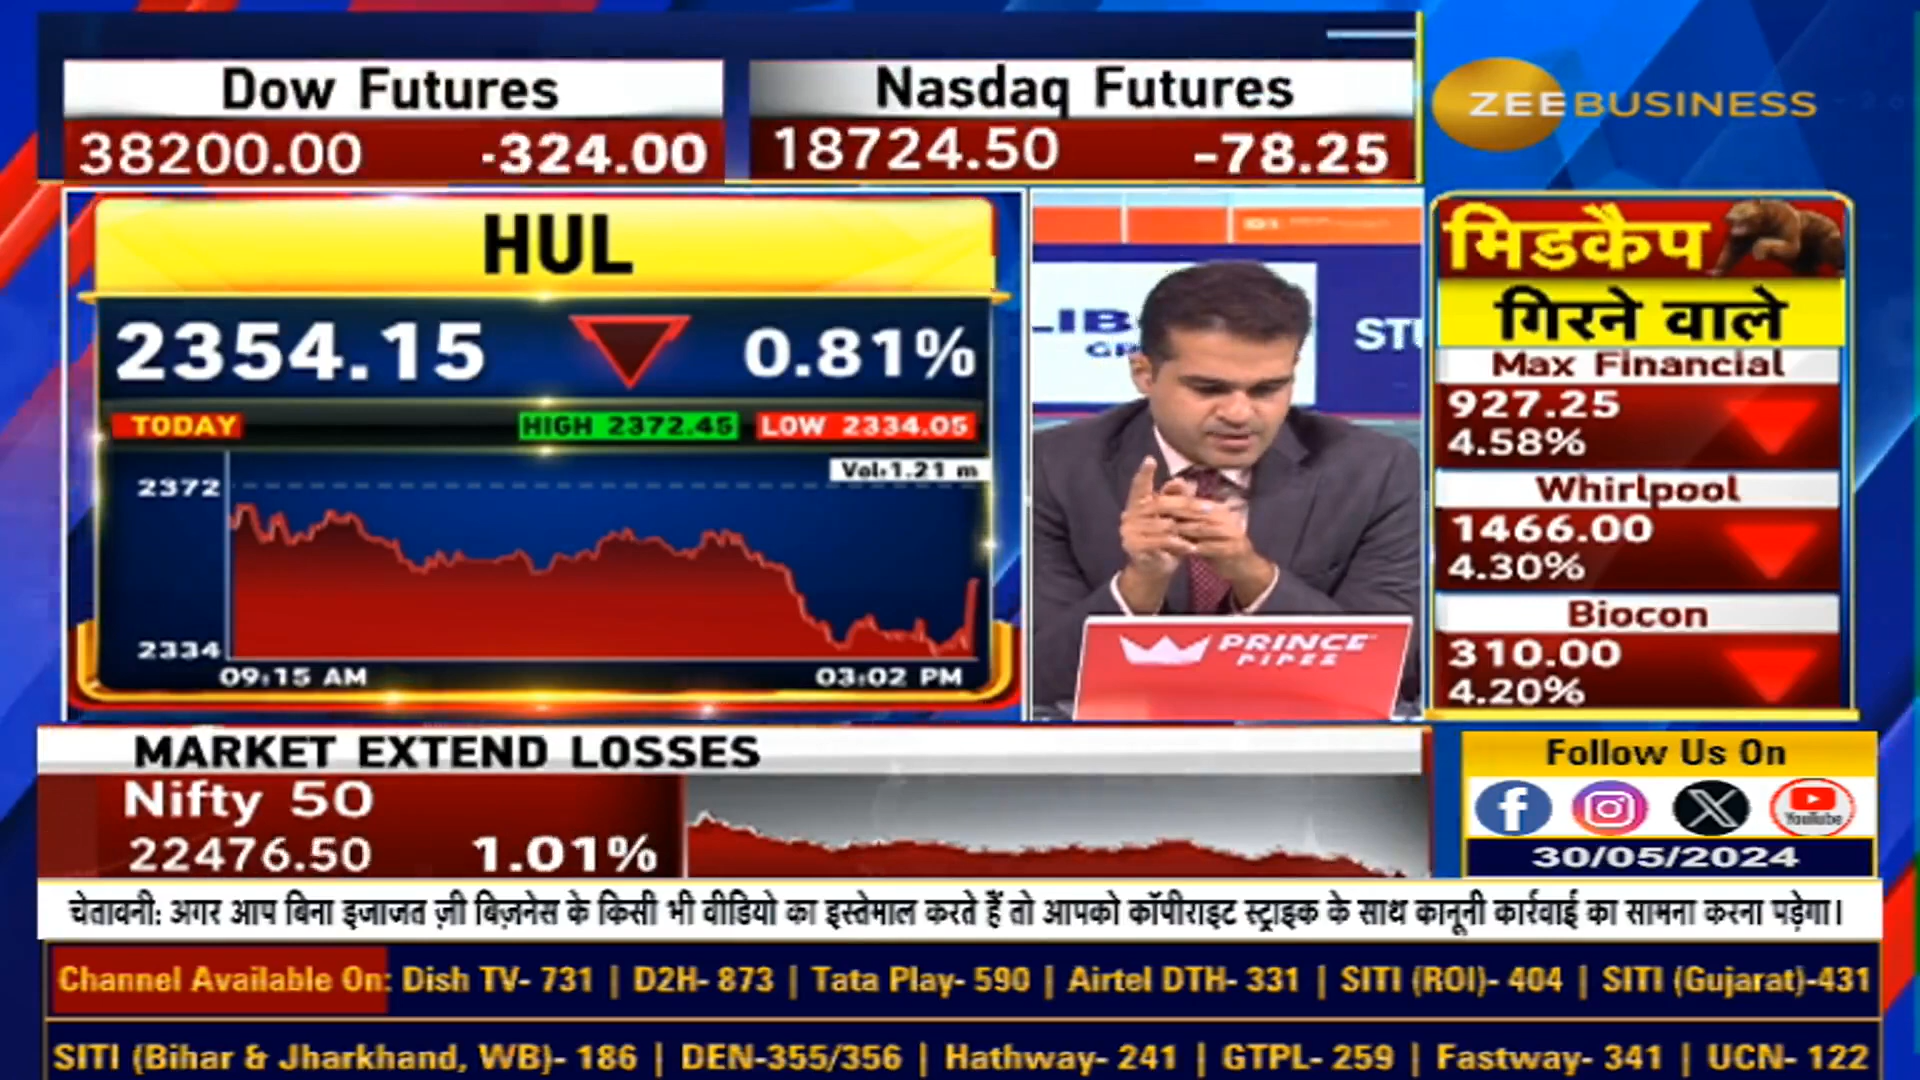 Dow Futures
38200.00 -324.00
Nasdaq Futures
18724.50 -78.25
ZEEBUSINESS
HUL
2354.15 0.81%
TODAY HIGH 2372.45 LOW 2334.05
Vol:1.21 m
2372
2334
09:15 AM 03:02 PM
STU
PRINCE
PIPES
मिडकैप
गिरने वाले
Max Financial
927.25
4.58%
Whirlpool
1466.00
4.30%
Biocon
310.00
4.20%
MARKET EXTEND LOSSES
Nifty 50
22476.50 1.01%
Follow Us On
YouTube
30/05/2024
चेतावनी: अगर आप बिना इजाजत ज़ी बिज़नेस के किसी भी वीडियो का इस्तेमाल करते हैं तो आपको कॉपीराइट स्ट्राइक के साथ कानूनी कार्रवाई का सामना करना पड़ेगा।
Channel Available On: Dish TV- 731 | D2H- 873 | Tata Play- 590 | Airtel DTH- 331 | SITI (ROI)- 404 | SITI (Gujarat)-431
SITI (Bihar & Jharkhand, WB)- 186 | DEN-355/356 | Hathway- 241 | GTPL- 259 | Fastway- 341 | UCN- 122